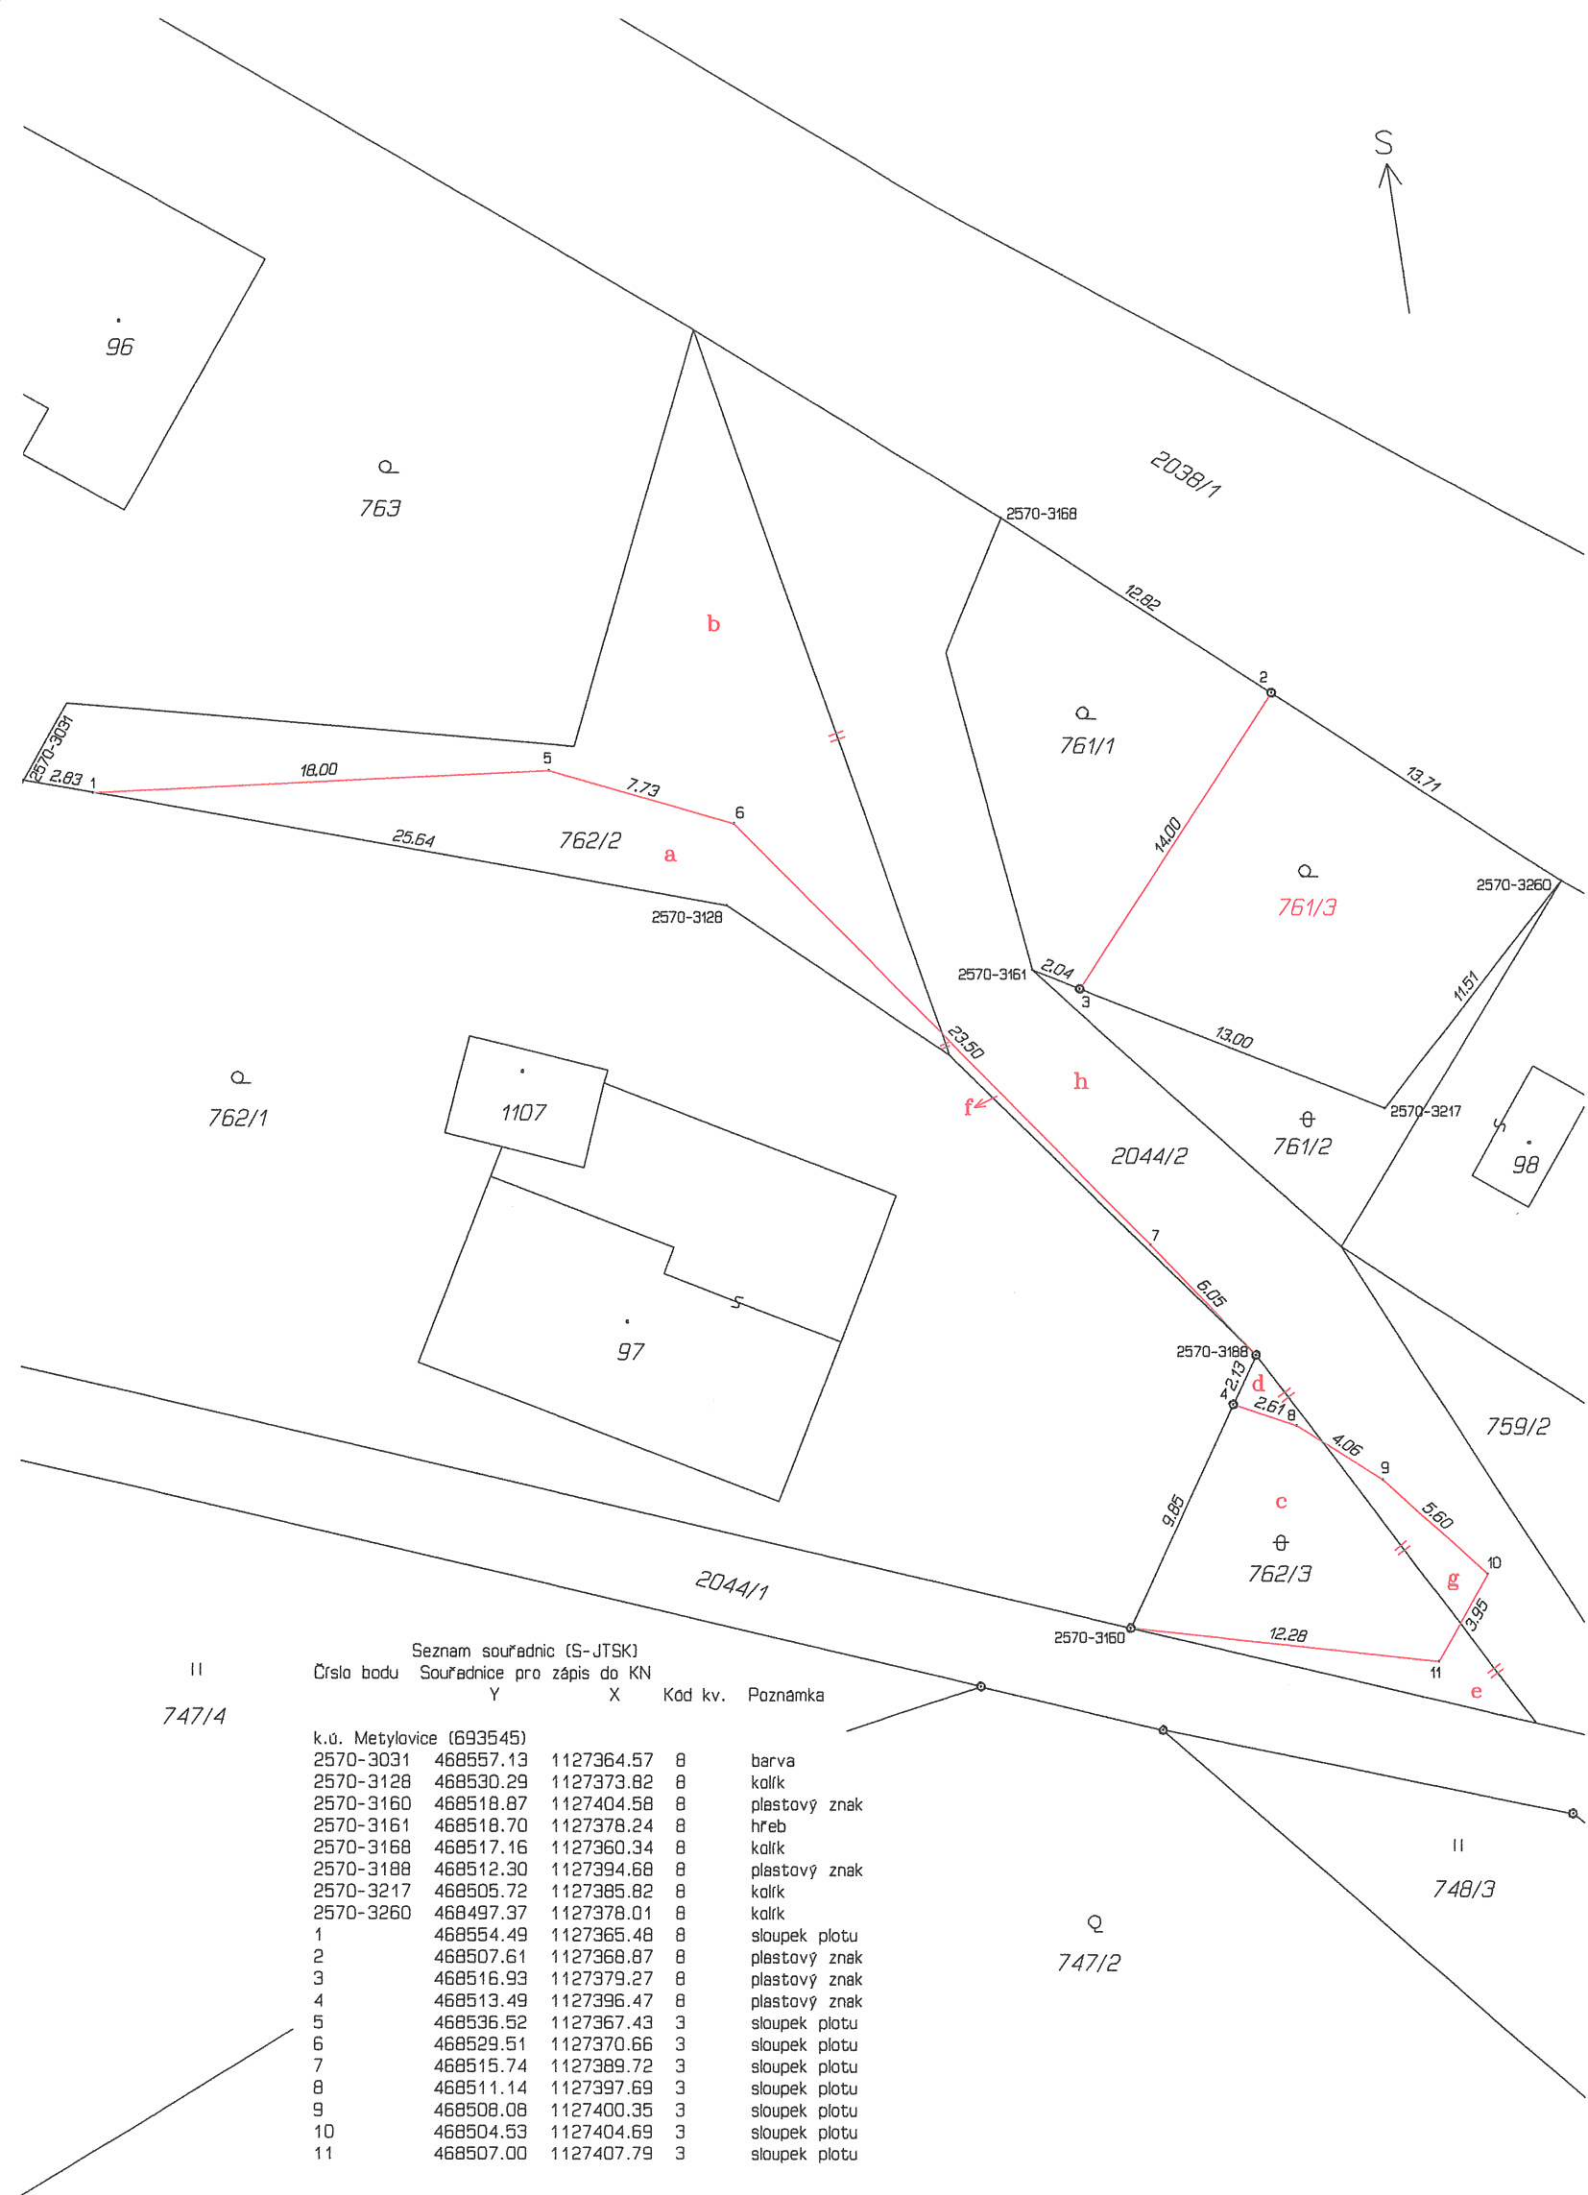 S
96
763
2038/1
2570-3168
12.82
b
2
761/1
13.71
2570-3031
2.83
1
18.00
5
7.73
6
14.00
25.64
762/2
a
761/3
2570-3260
2570-3128
2570-3161
2.04
3
11.51
13.00
23.50
h
f
1107
762/1
2570-3217
761/2
98
2044/2
7
97
6.05
2570-3188
2.13
d
4
2.61
8
4.06
759/2
9
9.85
c
5.60
10
762/3
g
2044/1
3.95
2570-3160
12.28
11
e
747/4
Seznam souřadnic (S-JTSK)
Číslo bodu Souřadnice pro zápis do KN
Y X Kód kv. Poznámka
k.ú. Metylovice (693545)
2570-3031 468557.13 1127364.57 8 barva
2570-3128 468530.29 1127373.82 8 kolík
2570-3160 468518.87 1127404.58 8 plastový znak
2570-3161 468518.70 1127378.24 8 hřeb
2570-3168 468517.16 1127360.34 8 kolík
2570-3188 468512.30 1127394.68 8 plastový znak
2570-3217 468505.72 1127385.82 8 kolík
2570-3260 468497.37 1127378.01 8 kolík
1 468554.49 1127365.48 8 sloupek plotu
2 468507.61 1127368.87 8 plastový znak
3 468516.93 1127379.27 8 plastový znak
4 468513.49 1127396.47 8 plastový znak
5 468536.52 1127367.43 3 sloupek plotu
6 468529.51 1127370.66 3 sloupek plotu
7 468515.74 1127389.72 3 sloupek plotu
8 468511.14 1127397.69 3 sloupek plotu
9 468508.08 1127400.35 3 sloupek plotu
10 468504.53 1127404.69 3 sloupek plotu
11 468507.00 1127407.79 3 sloupek plotu
748/3
747/2